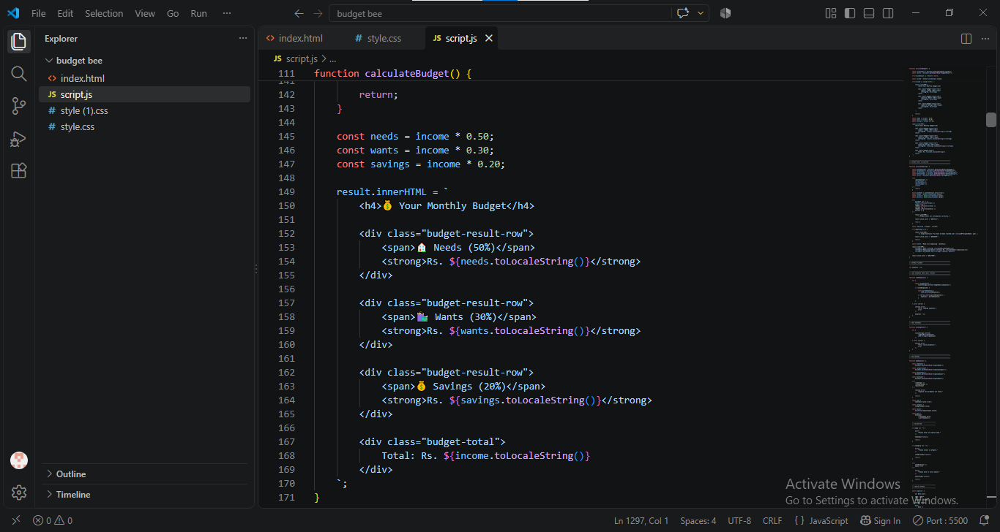 File Edit Selection View Go Run ···
budget bee
Explorer ···
budget bee
index.html
JS script.js
# style (1).css
# style.css
Outline
Timeline
index.html
# style.css
JS script.js
JS script.js > ...
111 function calculateBudget() {
141
142 return;
143 }
144
145 const needs = income * 0.50;
146 const wants = income * 0.30;
147 const savings = income * 0.20;
148
149 result.innerHTML = `
150 <h4>💰 Your Monthly Budget</h4>
151
152 <div class="budget-result-row">
153 <span>🏠 Needs (50%)</span>
154 <strong>Rs. ${needs.toLocaleString()}</strong>
155 </div>
156
157 <div class="budget-result-row">
158 <span>🛍️ Wants (30%)</span>
159 <strong>Rs. ${wants.toLocaleString()}</strong>
160 </div>
161
162 <div class="budget-result-row">
163 <span>💰 Savings (20%)</span>
164 <strong>Rs. ${savings.toLocaleString()}</strong>
165 </div>
166
167 <div class="budget-total">
168 Total: Rs. ${income.toLocaleString()}
169 </div>
170 `;
171 }
Activate Windows
Go to Settings to activate Windows.
0 0
Ln 1297, Col 1 Spaces: 4 UTF-8 CRLF { } JavaScript Sign In Port : 5500